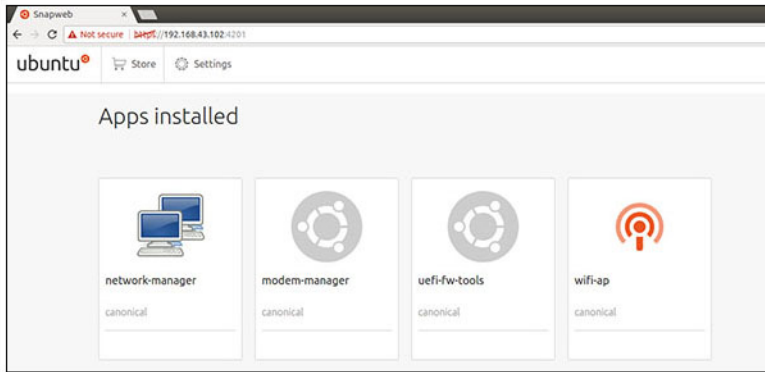 Snapweb ×
Not secure | https://192.168.43.102:4201
ubuntu Store Settings
Apps installed
network-manager modem-manager uefi-fw-tools wifi-ap
canonical canonical canonical canonical